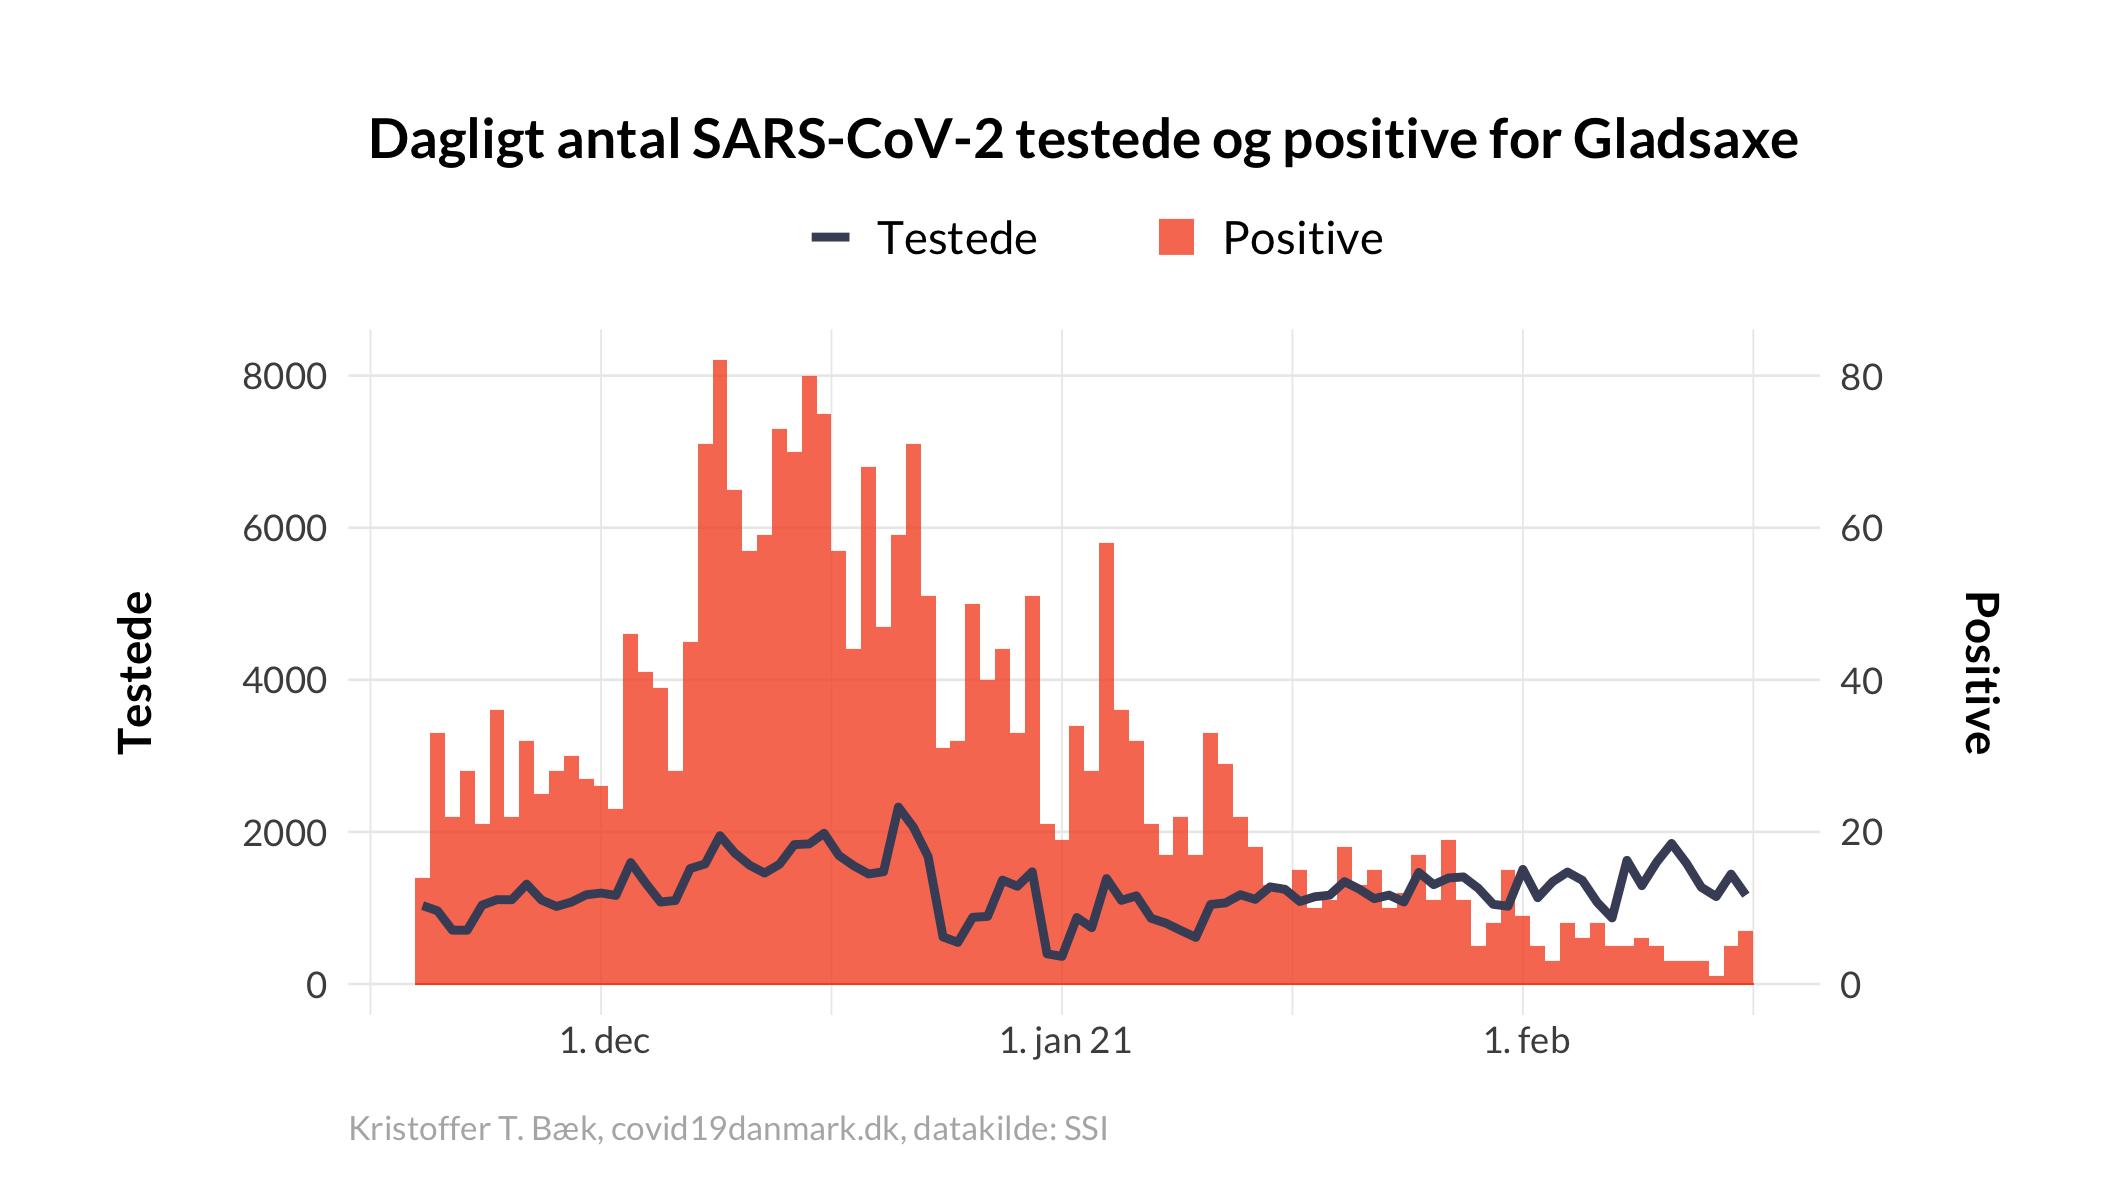 Dagligt antal SARS-CoV-2 testede og positive for Gladsaxe
Testede Positive
8000 80
6000 60
4000 40
2000 20
0 0
Testede
Positive
1. dec 1. jan 21 1. feb
Kristoffer T. Bæk, covid19danmark.dk, datakilde: SSI